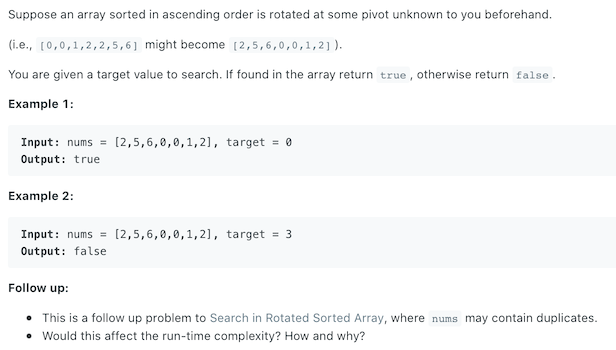 Suppose an array sorted in ascending order is rotated at some pivot unknown to you beforehand.
(i.e., [0,0,1,2,2,5,6] might become [2,5,6,0,0,1,2]).
You are given a target value to search. If found in the array return true, otherwise return false.
Example 1:
Input: nums = [2,5,6,0,0,1,2], target = 0
Output: true
Example 2:
Input: nums = [2,5,6,0,0,1,2], target = 3
Output: false
Follow up:
• This is a follow up problem to Search in Rotated Sorted Array, where nums may contain duplicates.
• Would this affect the run-time complexity? How and why?